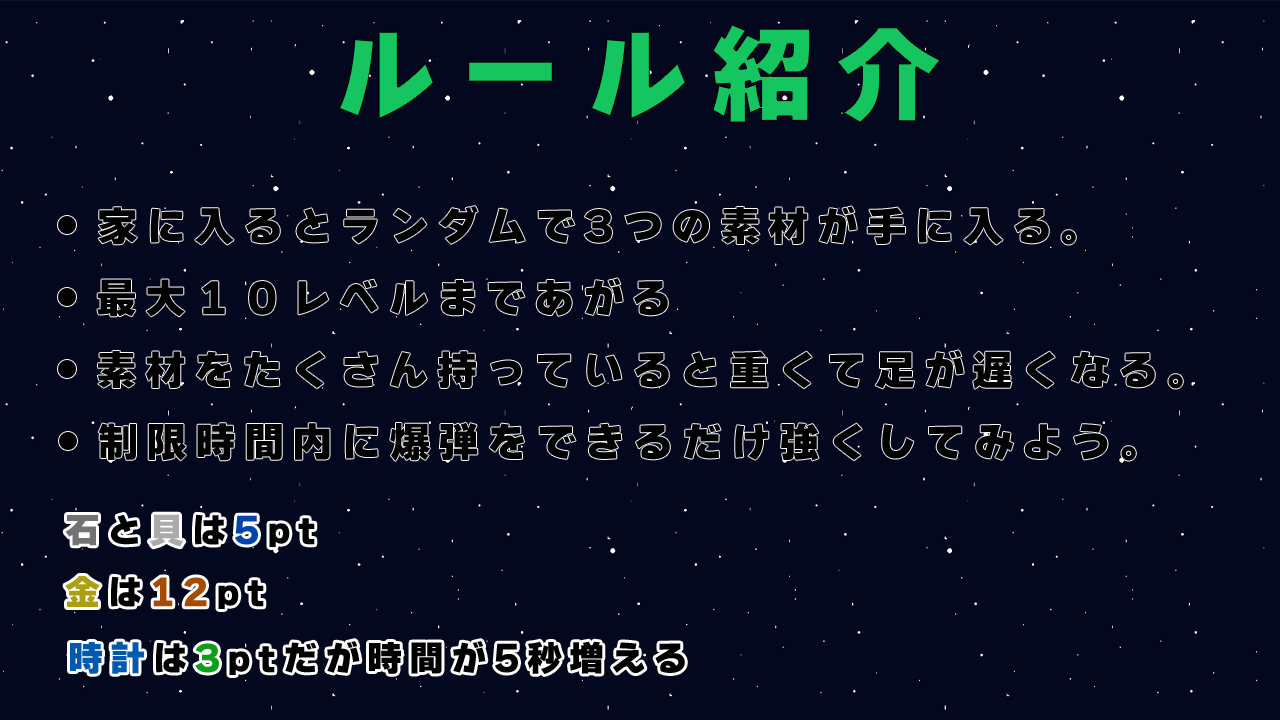 ルール紹介
• 家に入るとランダムで3つの素材が手に入る。
• 最大１０レベルまであがる
• 素材をたくさん持っていると重くて足が遅くなる。
• 制限時間内に爆弾をできるだけ強くしてみよう。
石と貝は5pt
金は12pt
時計は3ptだが時間が5秒増える